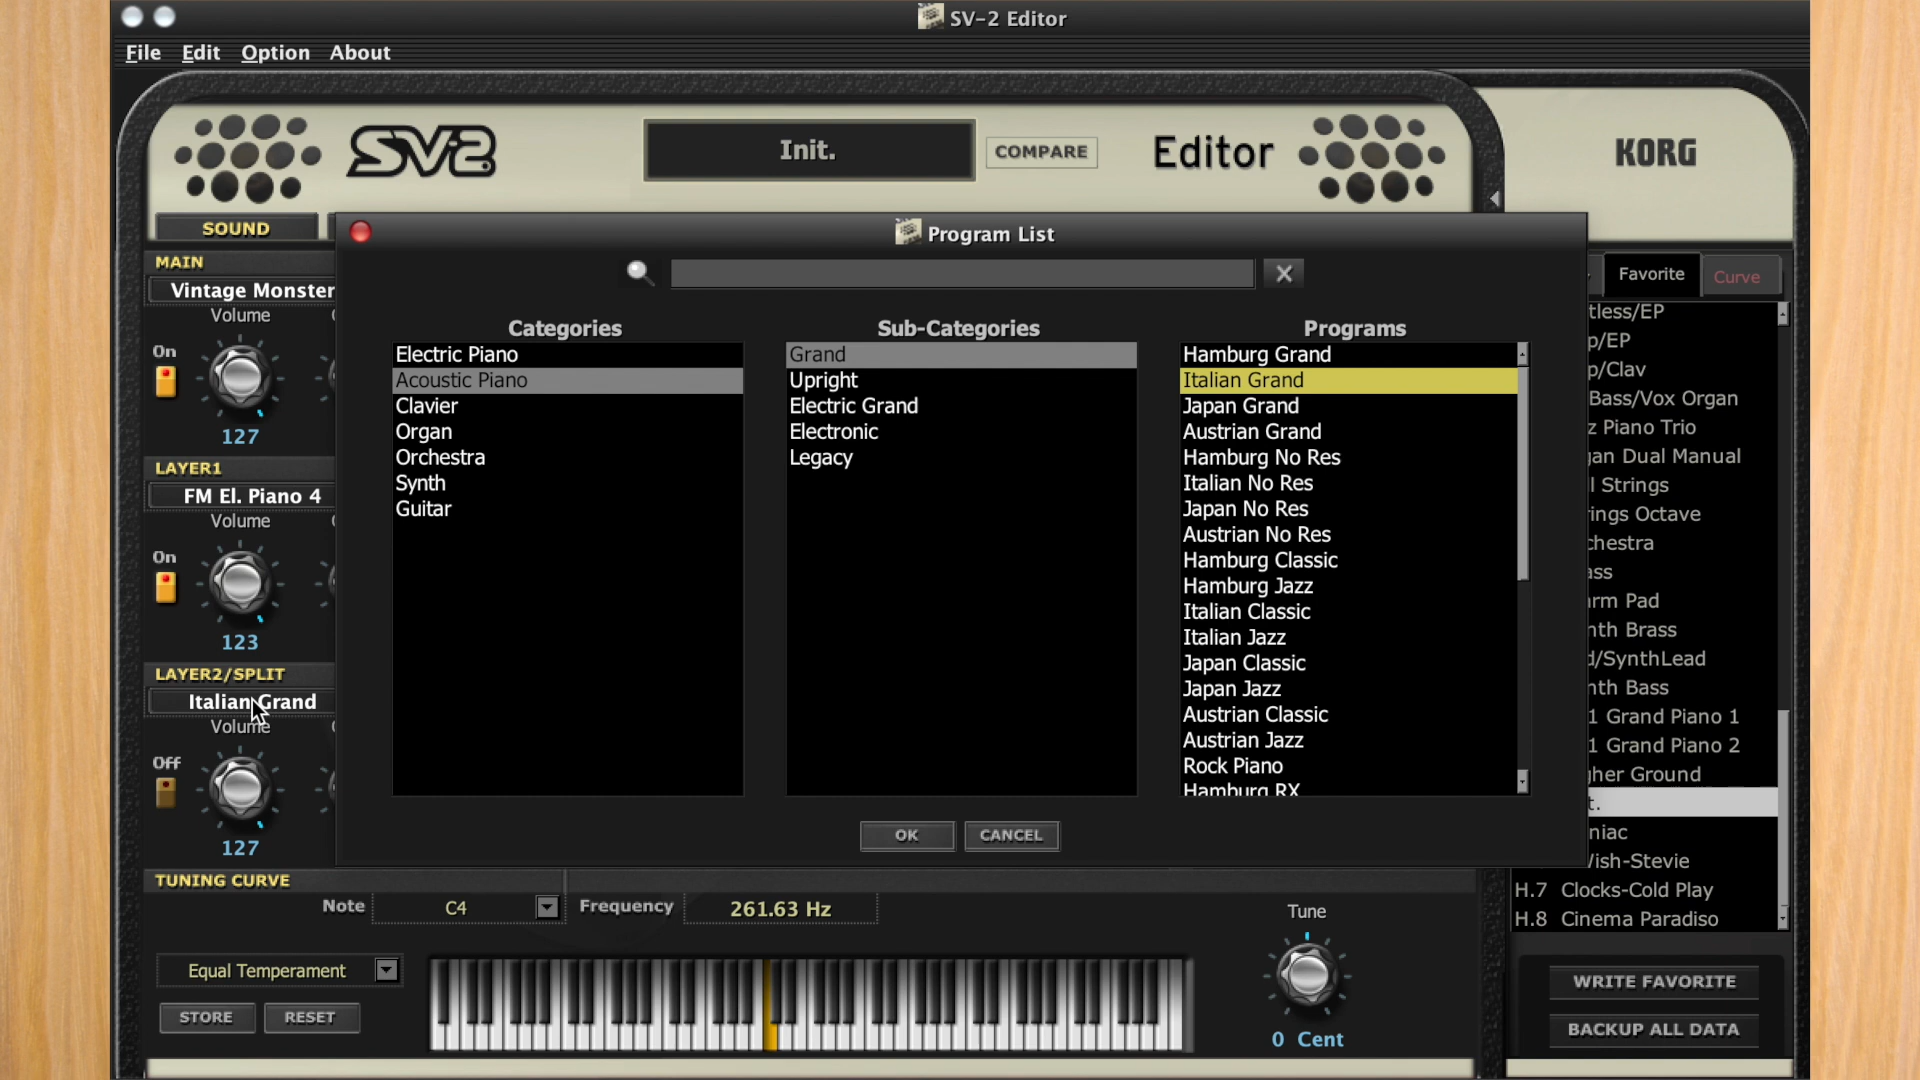 SV-2 Editor
File Edit Option About
SV2
Init.
COMPARE
Editor
KORG
SOUND
Program List
MAIN
Vintage Monster
Volume
On
127
LAYER1
FM El. Piano 4
Volume
On
123
LAYER2/SPLIT
Italian Grand
Volume
Off
127
Categories
Electric Piano
Acoustic Piano
Clavier
Organ
Orchestra
Synth
Guitar
Sub-Categories
Grand
Upright
Electric Grand
Electronic
Legacy
Programs
Hamburg Grand
Italian Grand
Japan Grand
Austrian Grand
Hamburg No Res
Italian No Res
Japan No Res
Austrian No Res
Hamburg Classic
Hamburg Jazz
Italian Classic
Italian Jazz
Japan Classic
Japan Jazz
Austrian Classic
Austrian Jazz
Rock Piano
Hamburg RX
OK
CANCEL
Favorite
Curve
tless/EP
p/EP
p/Clav
Bass/Vox Organ
z Piano Trio
gan Dual Manual
l Strings
ings Octave
chestra
ass
rm Pad
nth Brass
d/SynthLead
nth Bass
1 Grand Piano 1
1 Grand Piano 2
gher Ground
t.
niac
Wish-Stevie
H.7 Clocks-Cold Play
H.8 Cinema Paradiso
TUNING CURVE
Note C4 Frequency 261.63 Hz
Equal Temperament
STORE
RESET
Tune
0 Cent
WRITE FAVORITE
BACKUP ALL DATA